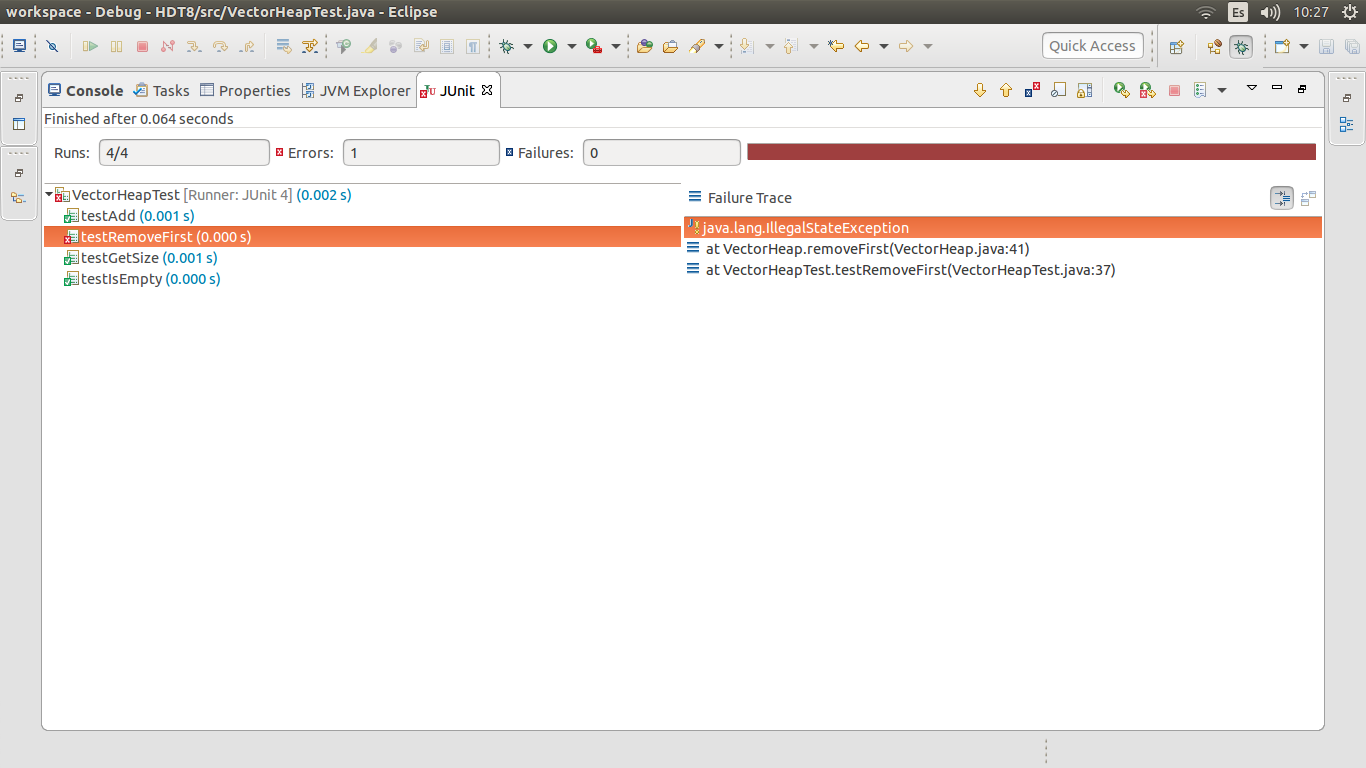 workspace - Debug - HDT8/src/VectorHeapTest.java - Eclipse
Es
10:27
Quick Access
Console
Tasks
Properties
JVM Explorer
JUnit
Finished after 0.064 seconds
Runs: 4/4
Errors: 1
Failures: 0
VectorHeapTest [Runner: JUnit 4] (0.002 s)
testAdd (0.001 s)
testRemoveFirst (0.000 s)
testGetSize (0.001 s)
testIsEmpty (0.000 s)
Failure Trace
java.lang.IllegalStateException
at VectorHeap.removeFirst(VectorHeap.java:41)
at VectorHeapTest.testRemoveFirst(VectorHeapTest.java:37)